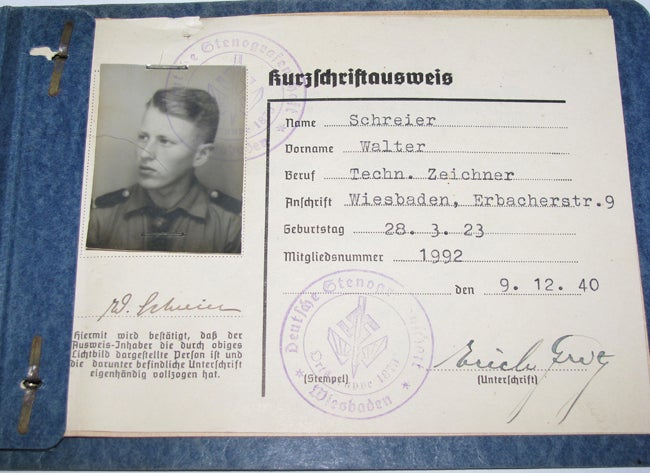 Kurzschriftausweis
Name Schreier
Vorname Walter
Beruf Techn. Zeichner
Anschrift Wiesbaden, Erbacherstr.9
Geburtstag 28. 3. 23
Mitgliedsnummer 1992
den 9. 12. 40
W. Schreier
Hiermit wird bestätigt, daß der
Ausweis-Inhaber die durch obiges
Lichtbild dargestellte Person ist und
die darunter befindliche Unterschrift
eigenhändig vollzogen hat.
Deutsche Stenografenschaft
Wiesbaden
(Stempel)
Erich
(Unterschrift)